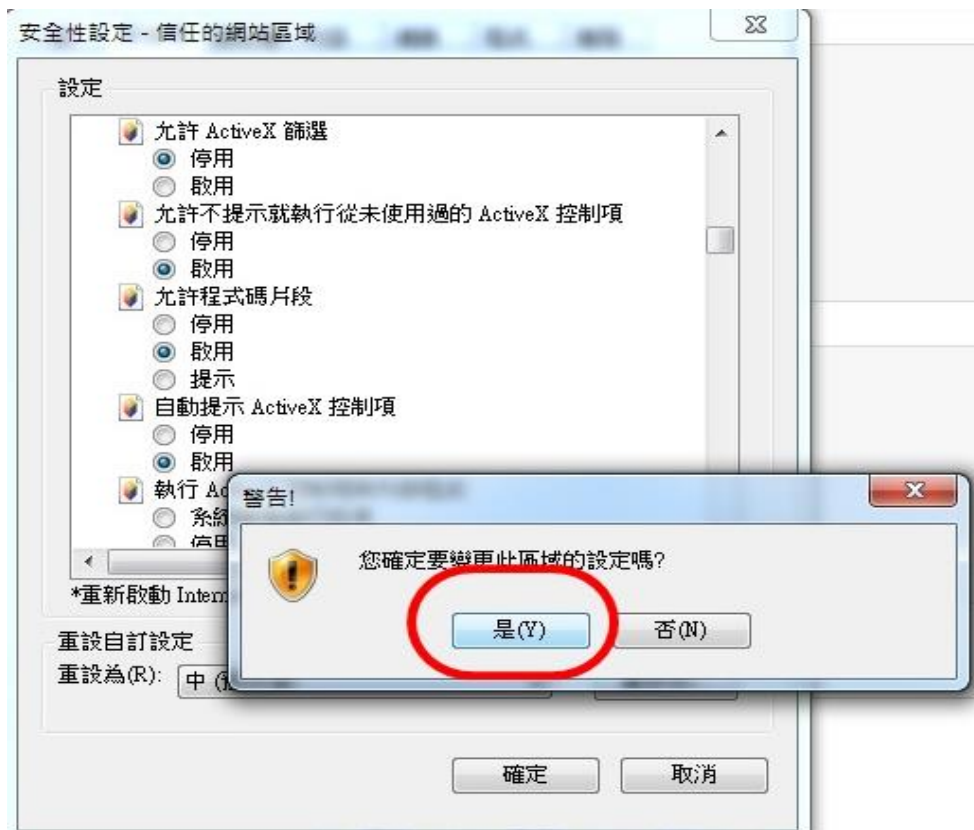 安全性設定 - 信任的網站區域
設定
允許 ActiveX 篩選
停用
啟用
允許不提示就執行從未使用過的 ActiveX 控制項
停用
啟用
允許程式碼片段
停用
啟用
提示
自動提示 ActiveX 控制項
停用
啟用
執行
警告!
您確定要變更此區域的設定嗎?
是(Y)
否(N)
*重新啟動
重設自訂設定
重設為(R):
中
確定
取消